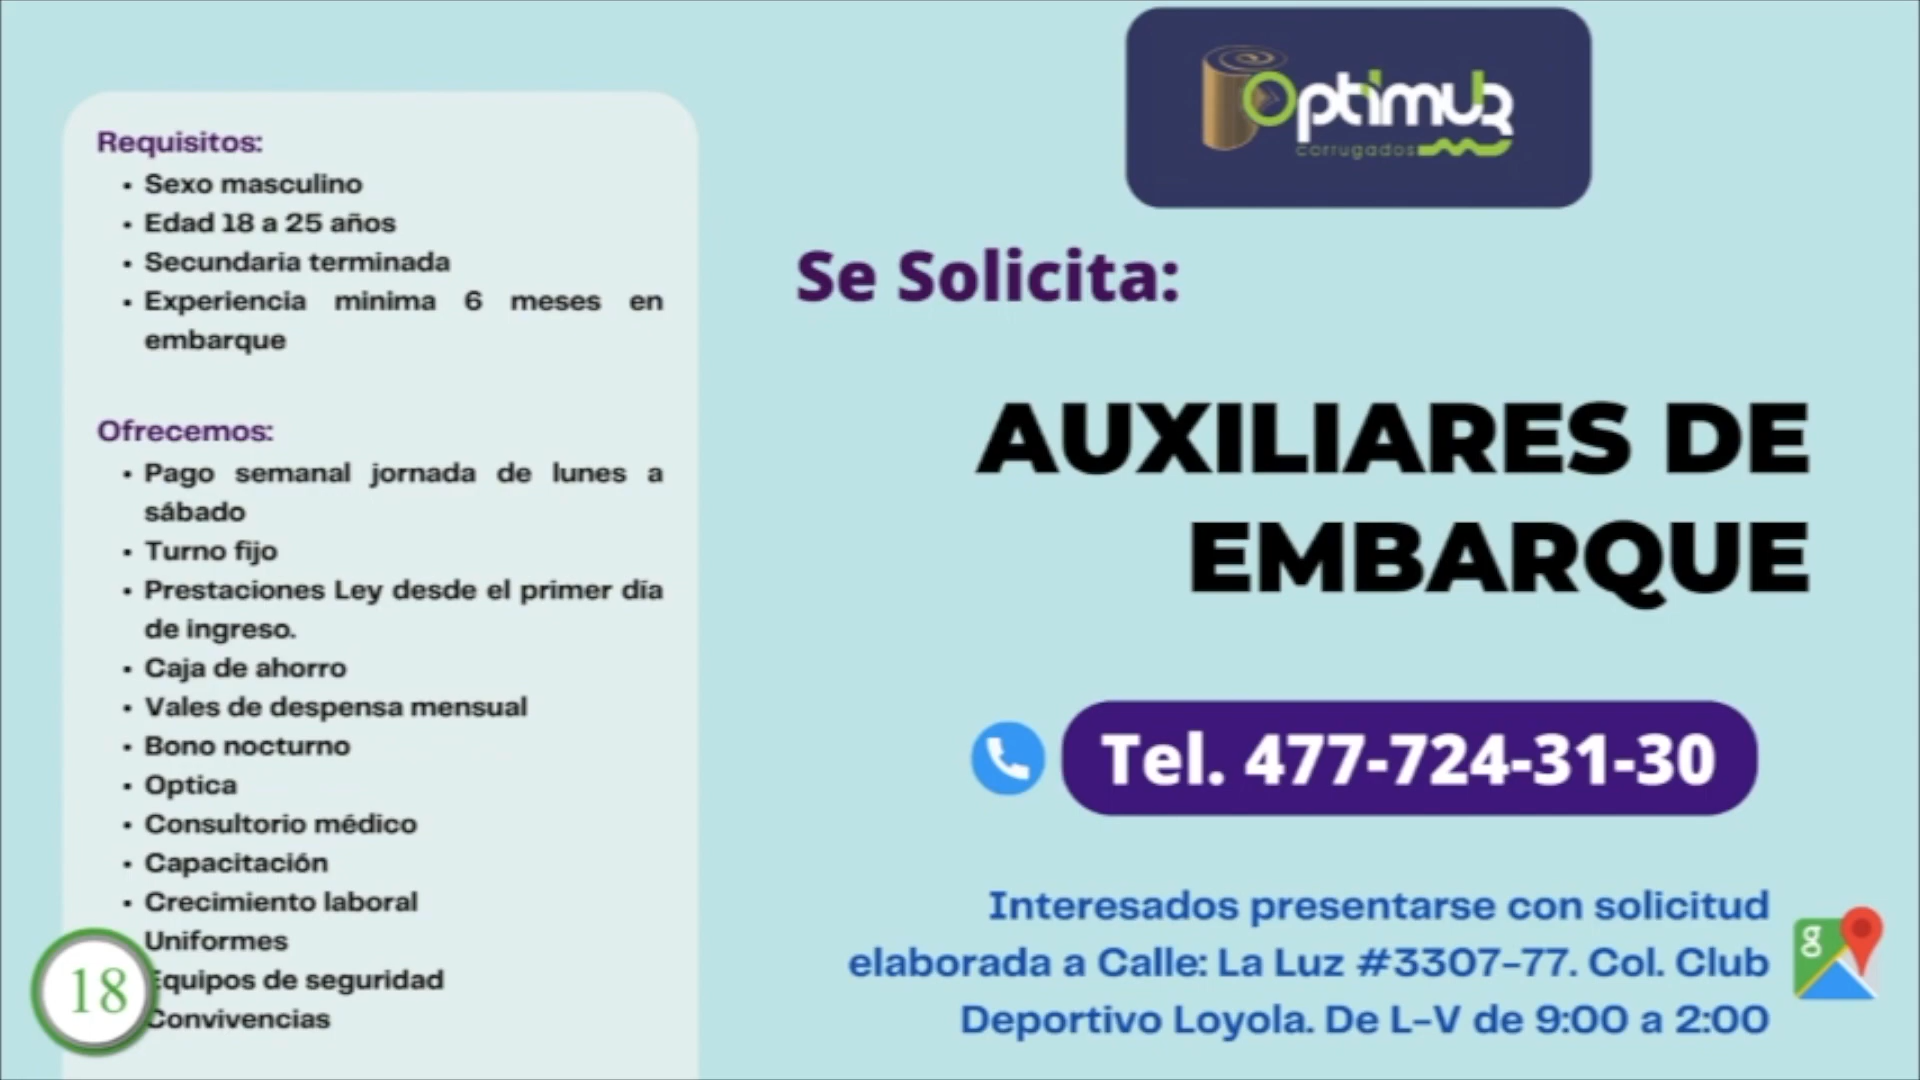 Optimus
corrugados
Requisitos:
• Sexo masculino
• Edad 18 a 25 años
• Secundaria terminada
• Experiencia minima 6 meses en
embarque
Ofrecemos:
• Pago semanal jornada de lunes a
sábado
• Turno fijo
• Prestaciones Ley desde el primer día
de ingreso.
• Caja de ahorro
• Vales de despensa mensual
• Bono nocturno
• Optica
• Consultorio médico
• Capacitación
• Crecimiento laboral
Uniformes
Equipos de seguridad
Convivencias
18
Se Solicita:
AUXILIARES DE
EMBARQUE
Tel. 477-724-31-30
Interesados presentarse con solicitud
elaborada a Calle: La Luz #3307-77. Col. Club
Deportivo Loyola. De L-V de 9:00 a 2:00
g